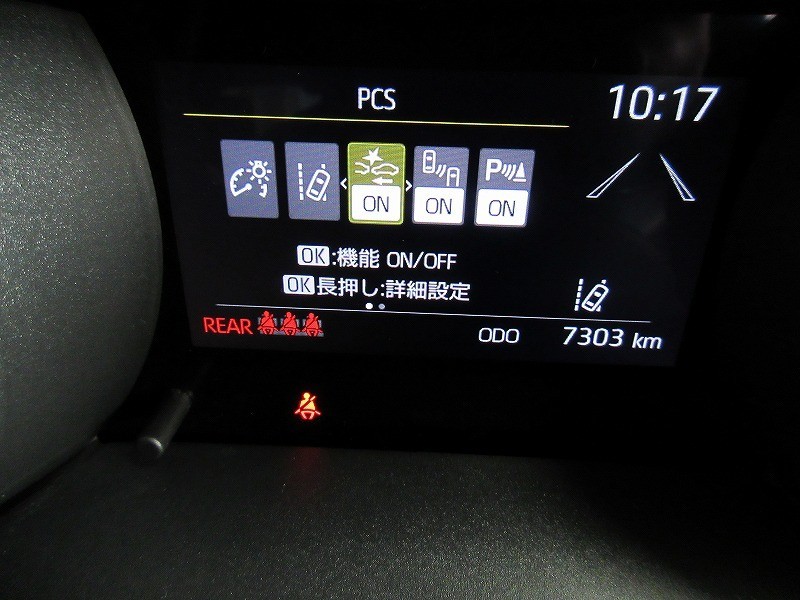 PCS
10:17
ON ON P ON
OK:機能 ON/OFF
OK長押し:詳細設定
REAR
ODO 7303 km